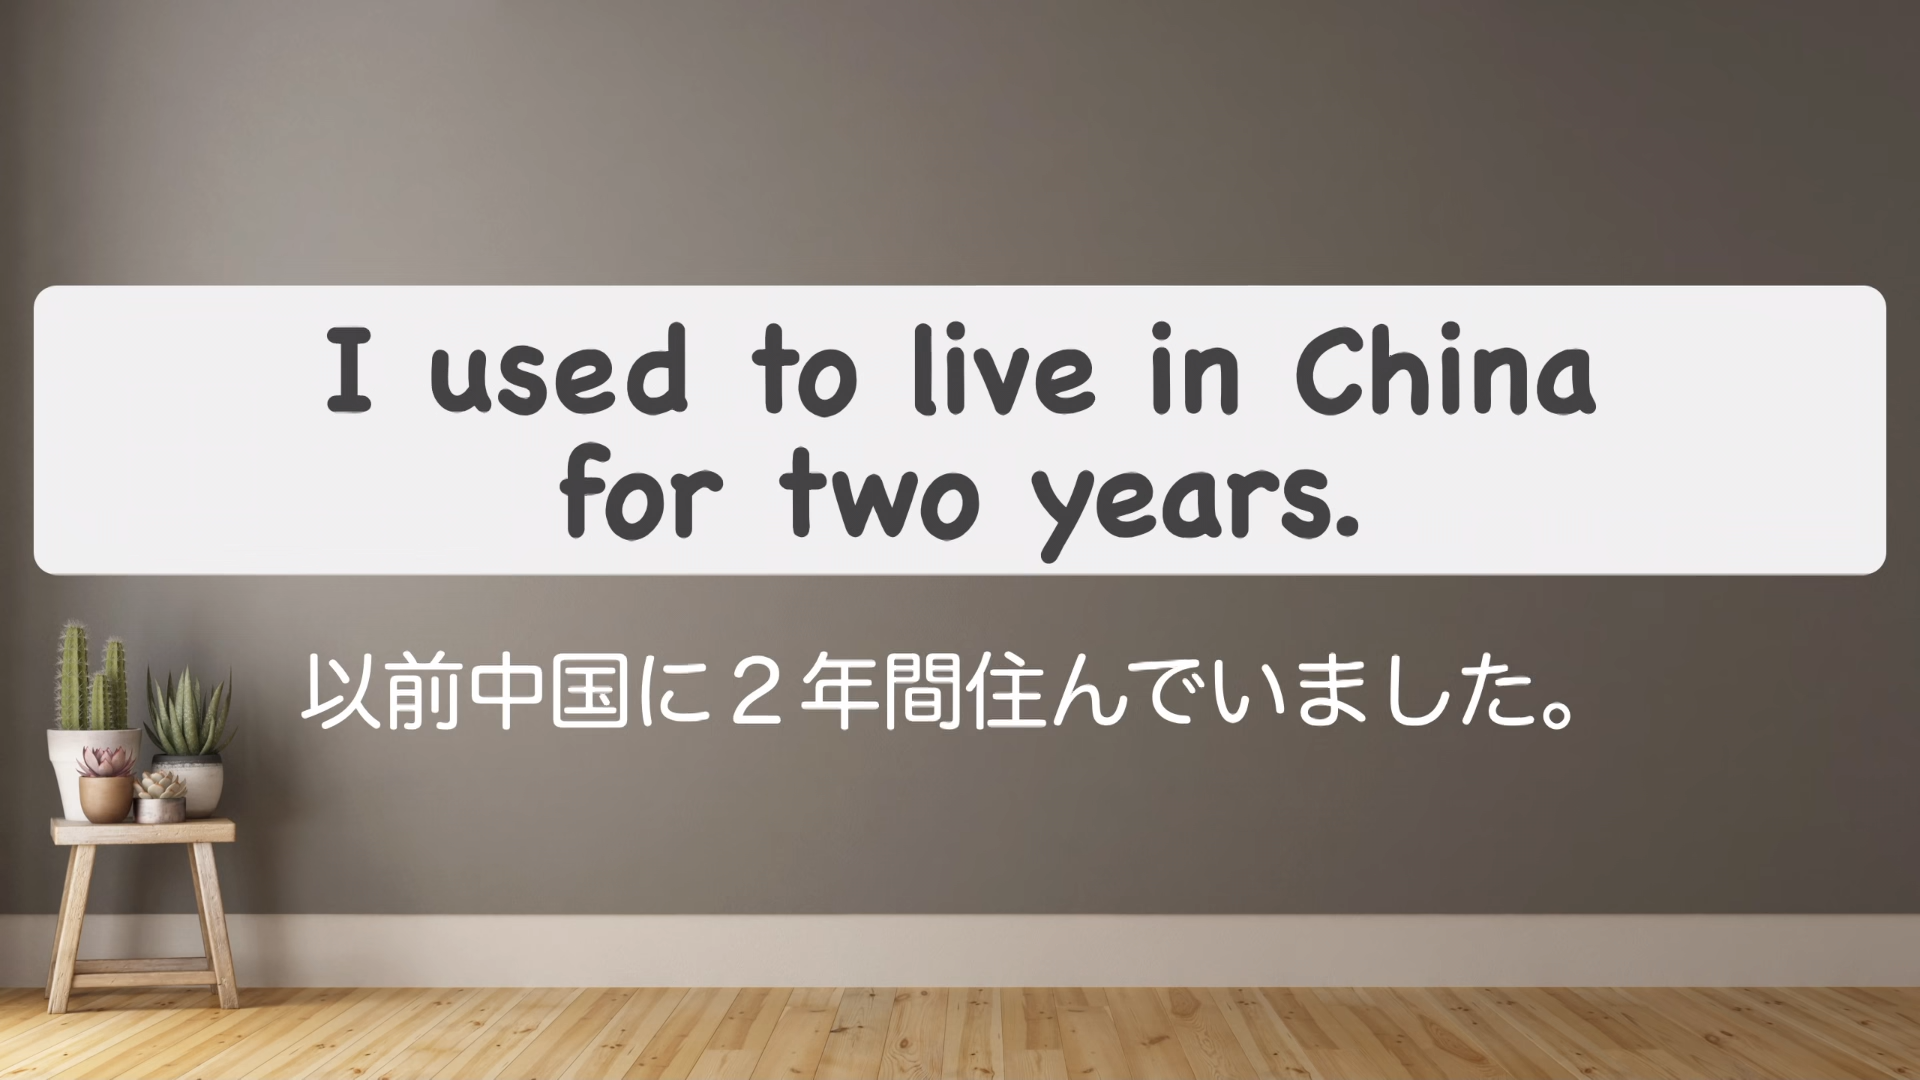 I used to live in China
for two years.
以前中国に２年間住んでいました。